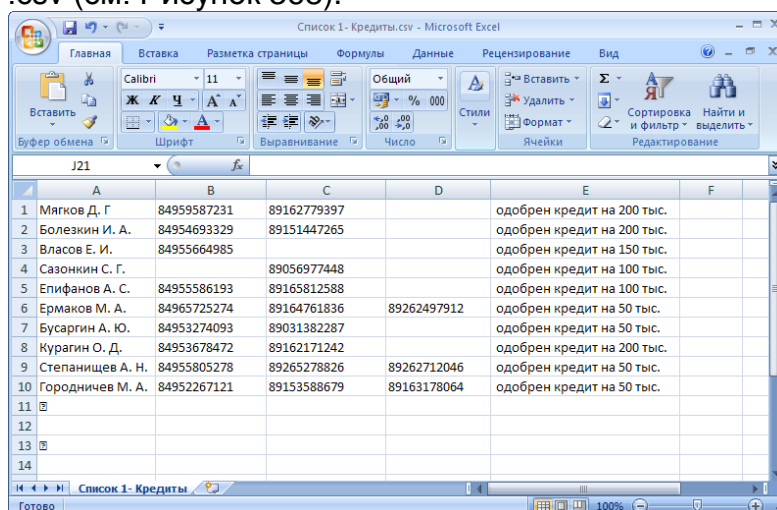 .csv (см. Рисунок 868).
Список 1- Кредиты.csv - Microsoft Excel
Главная Вставка Разметка страницы Формулы Данные Рецензирование Вид
Вставить
Calibri 11
Ж К Ч А А
А
Общий
% 000
Стили
Вставить
Удалить
Формат
Σ
Сортировка и фильтр
Найти и выделить
Буфер обмена Шрифт Выравнивание Число Ячейки Редактирование
J21 fx
A B C D E F
1 Мягков Д. Г 84959587231 89162779397 одобрен кредит на 200 тыс.
2 Болезкин И. А. 84954693329 89151447265 одобрен кредит на 200 тыс.
3 Власов Е. И. 84955664985 одобрен кредит на 150 тыс.
4 Сазонкин С. Г. 89056977448 одобрен кредит на 100 тыс.
5 Епифанов А. С. 84955586193 89165812588 одобрен кредит на 100 тыс.
6 Ермаков М. А. 84965725274 89164761836 89262497912 одобрен кредит на 50 тыс.
7 Бусаргин А. Ю. 84953274093 89031382287 одобрен кредит на 50 тыс.
8 Курагин О. Д. 84953678472 89162171242 одобрен кредит на 200 тыс.
9 Степанищев А. Н. 84955805278 89265278826 89262712046 одобрен кредит на 50 тыс.
10 Городничев М. А. 84952267121 89153588679 89163178064 одобрен кредит на 50 тыс.
11
12
13
14
Список 1- Кредиты
Готово 100%